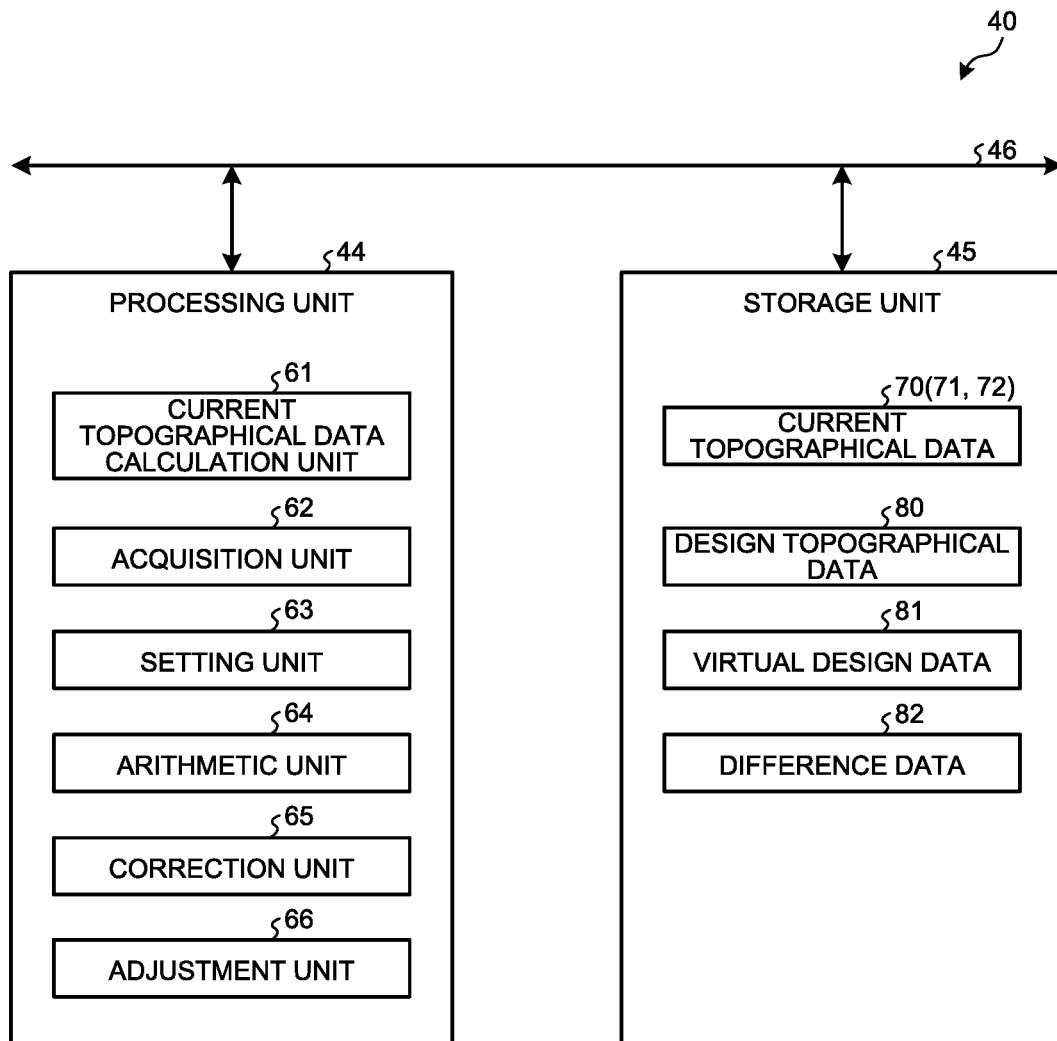 40
46
44
PROCESSING UNIT
61
CURRENT
TOPOGRAPHICAL DATA
CALCULATION UNIT
62
ACQUISITION UNIT
63
SETTING UNIT
64
ARITHMETIC UNIT
65
CORRECTION UNIT
66
ADJUSTMENT UNIT
45
STORAGE UNIT
70(71, 72)
CURRENT
TOPOGRAPHICAL DATA
80
DESIGN TOPOGRAPHICAL
DATA
81
VIRTUAL DESIGN DATA
82
DIFFERENCE DATA